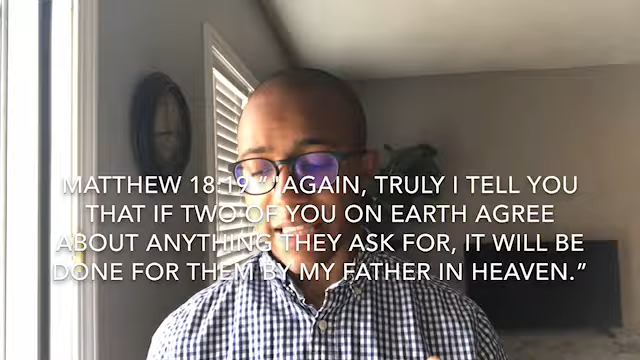 MATTHEW 18:19 “ "AGAIN, TRULY I TELL YOU
THAT IF TWO OF YOU ON EARTH AGREE
ABOUT ANYTHING THEY ASK FOR, IT WILL BE
DONE FOR THEM BY MY FATHER IN HEAVEN.”